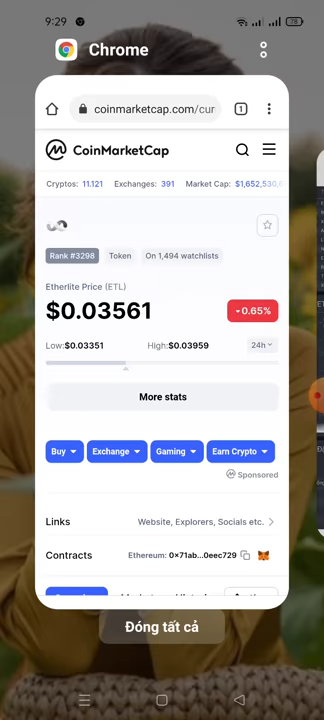 9:29
78
Chrome
coinmarketcap.com/cur
1
CoinMarketCap
Cryptos: 11.121 Exchanges: 391 Market Cap: $1,652,530,
Rank #3298 Token On 1,494 watchlists
Etherlite Price (ETL)
$0.03561
0.65%
Low:$0.03351 High:$0.03959 24h
More stats
Buy Exchange Gaming Earn Crypto
Sponsored
Links Website, Explorers, Socials etc.
Contracts Ethereum: 0x71ab...0eec729
Đóng tất cả